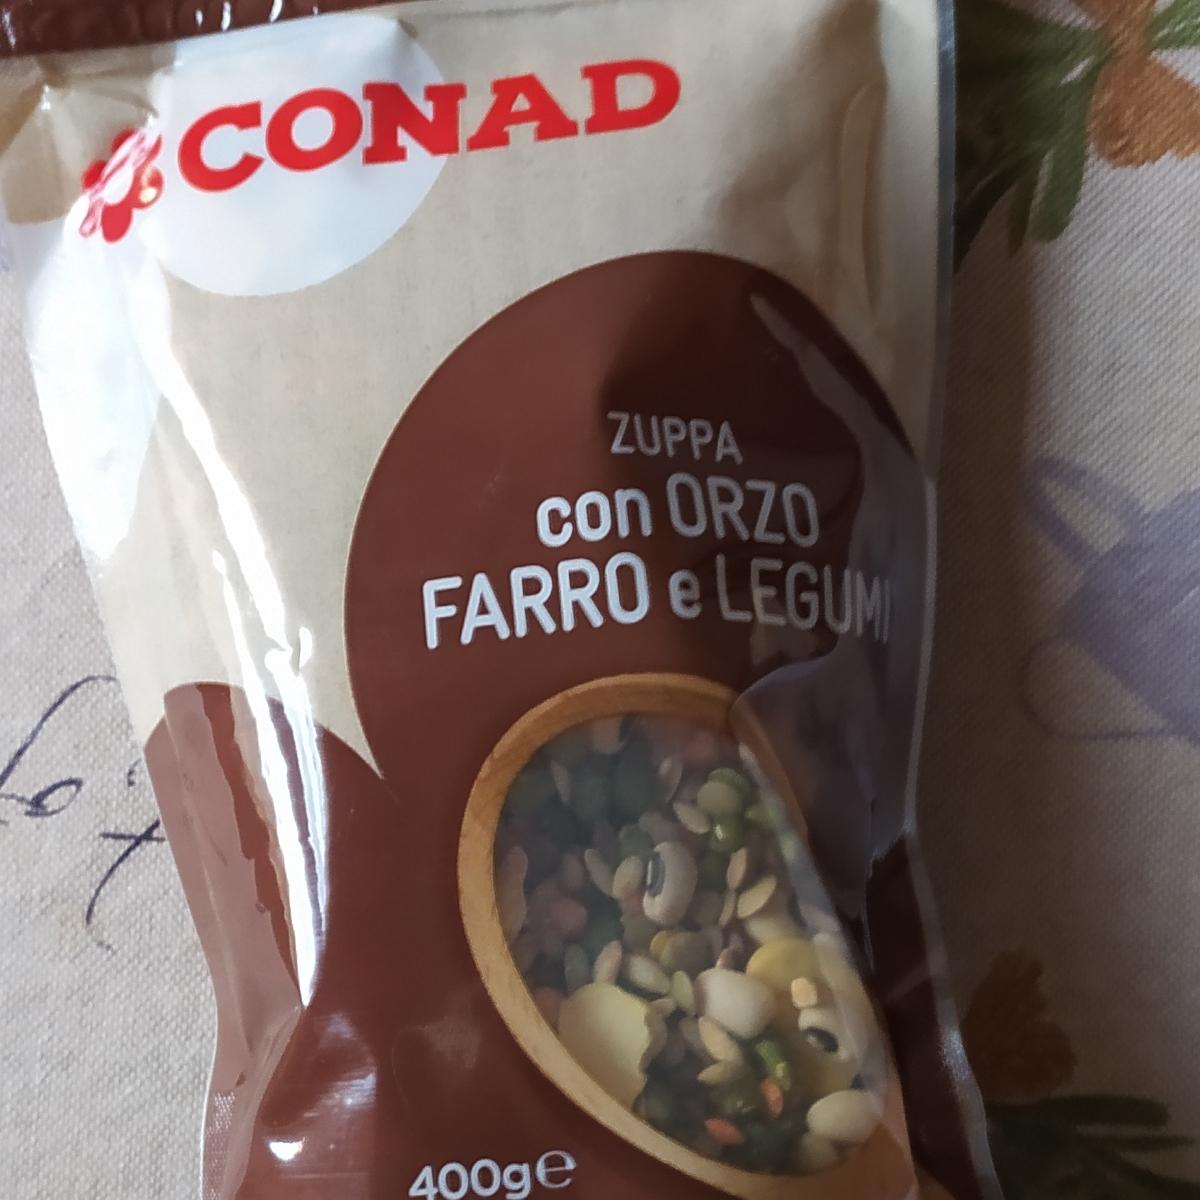 CONAD
ZUPPA
con ORZO
FARRO e LEGUMI
400g℮